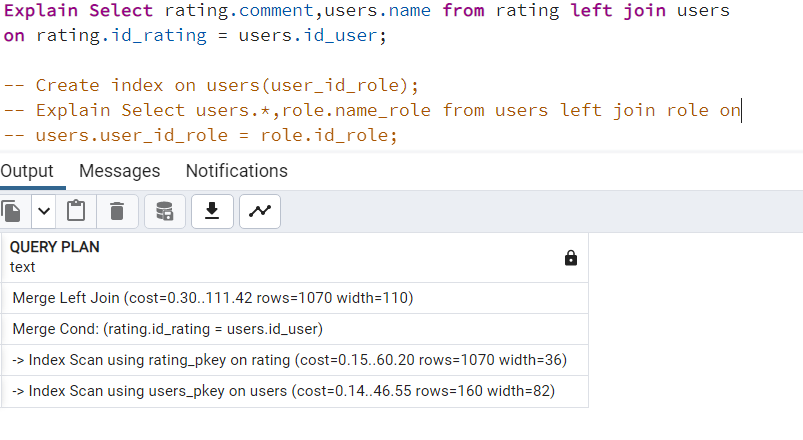 Explain Select rating.comment,users.name from rating left join users
on rating.id_rating = users.id_user;
-- Create index on users(user_id_role);
-- Explain Select users.*,role.name_role from users left join role on
-- users.user_id_role = role.id_role;
Output Messages Notifications
QUERY PLAN
text
Merge Left Join (cost=0.30..111.42 rows=1070 width=110)
Merge Cond: (rating.id_rating = users.id_user)
-> Index Scan using rating_pkey on rating (cost=0.15..60.20 rows=1070 width=36)
-> Index Scan using users_pkey on users (cost=0.14..46.55 rows=160 width=82)